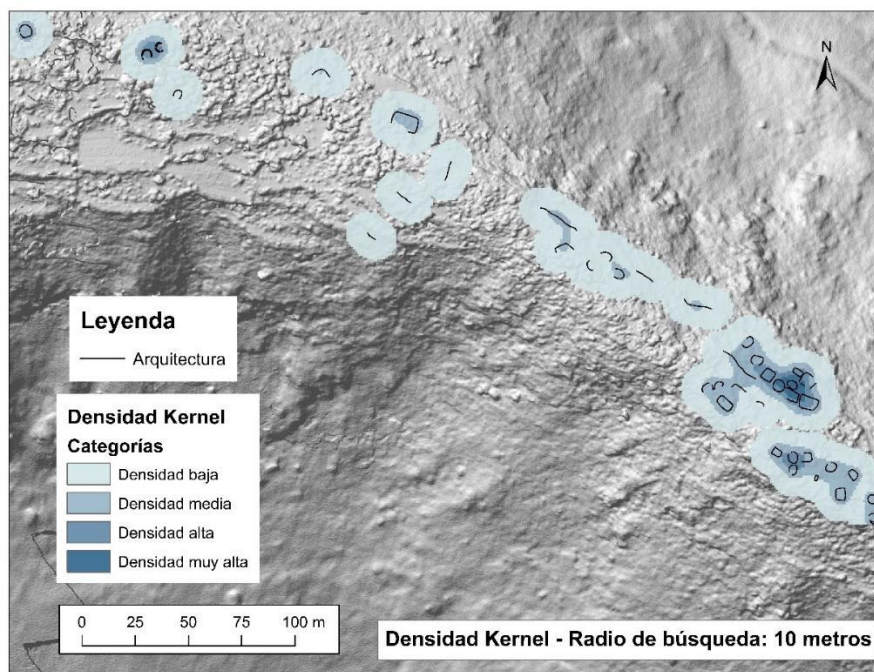 N
Leyenda
Arquitectura
Densidad Kernel
Categorías
Densidad baja
Densidad media
Densidad alta
Densidad muy alta
0 25 50 75 100 m
Densidad Kernel - Radio de búsqueda: 10 metros